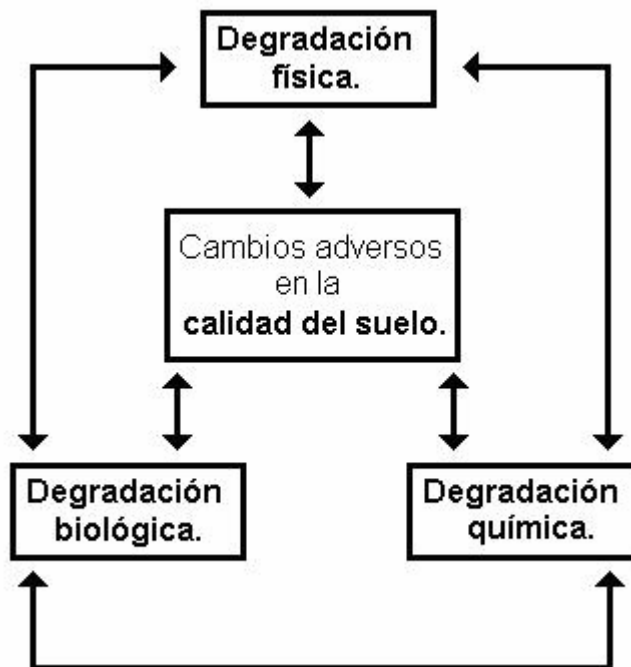 Degradación
física.
Cambios adversos
en la
calidad del suelo.
Degradación
biológica.
Degradación
química.